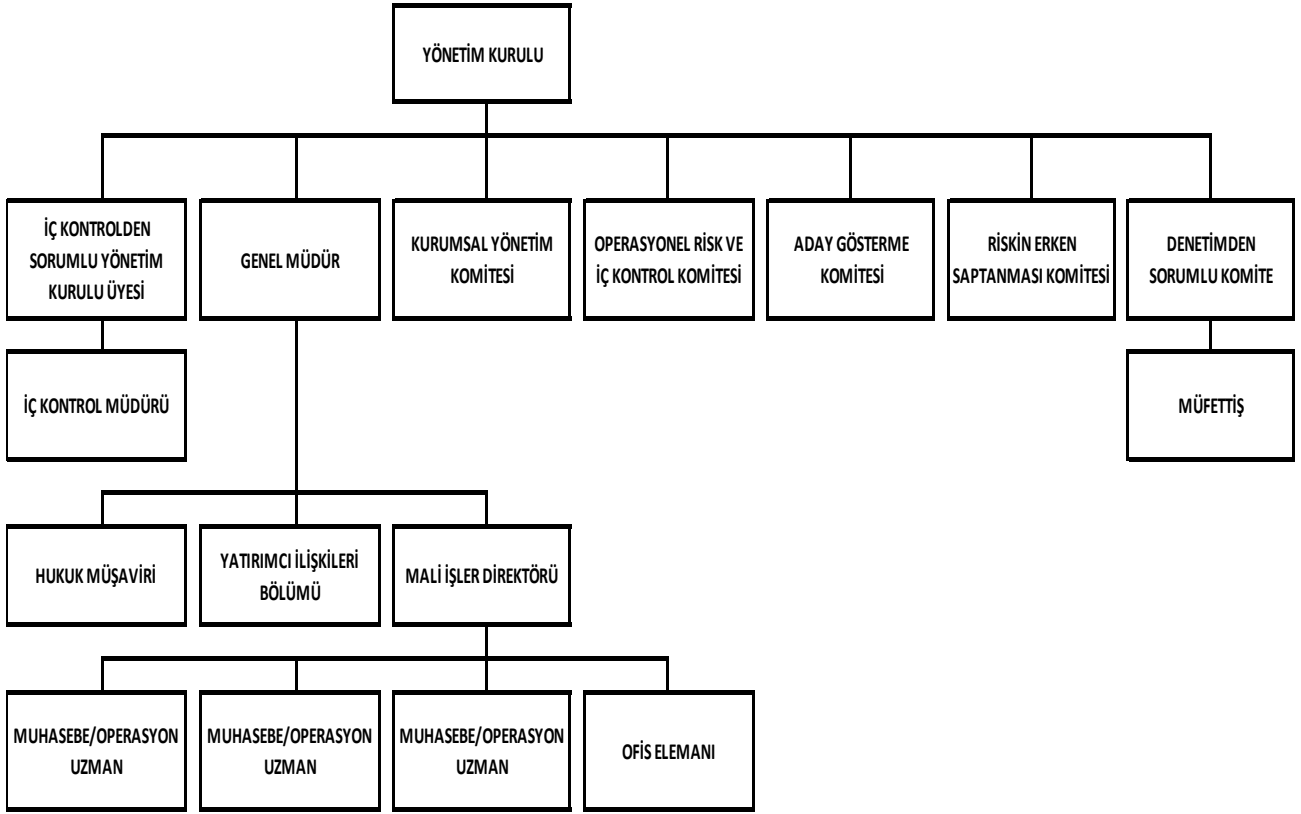 YÖNETİM KURULU
İÇ KONTROLDEN
SORUMLU YÖNETİM
KURULU ÜYESİ
GENEL MÜDÜR
KURUMSAL YÖNETİM
KOMİTESİ
OPERASYONEL RİSK VE
İÇ KONTROL KOMİTESİ
ADAY GÖSTERME
KOMİTESİ
RİSKİN ERKEN
SAPTANMASI KOMİTESİ
DENETİMDEN
SORUMLU KOMİTE
İÇ KONTROL MÜDÜRÜ
MÜFETTİŞ
HUKUK MÜŞAVİRİ
YATIRIMCI İLİŞKİLERİ
BÖLÜMÜ
MALİ İŞLER DİREKTÖRÜ
MUHASEBE/OPERASYON
UZMAN
MUHASEBE/OPERASYON
UZMAN
MUHASEBE/OPERASYON
UZMAN
OFİS ELEMANI